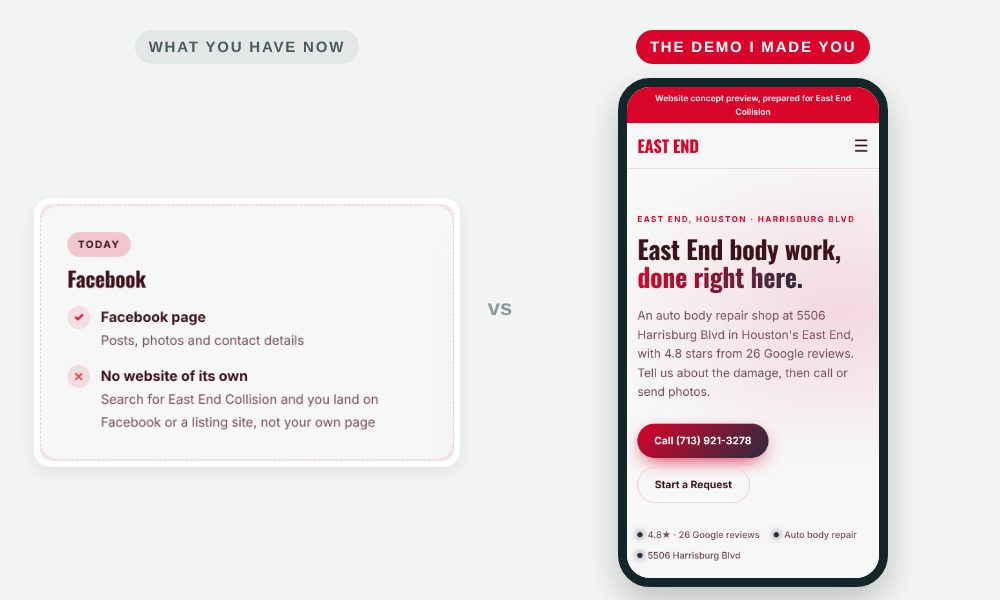 WHAT YOU HAVE NOW
TODAY
Facebook
Facebook page
Posts, photos and contact details
No website of its own
Search for East End Collision and you land on
Facebook or a listing site, not your own page
vs
THE DEMO I MADE YOU
Website concept preview, prepared for East End
Collision
EAST END
EAST END, HOUSTON · HARRISBURG BLVD
East End body work,
done right here.
An auto body repair shop at 5506
Harrisburg Blvd in Houston's East End,
with 4.8 stars from 26 Google reviews.
Tell us about the damage, then call or
send photos.
Call (713) 921-3278
Start a Request
4.8★ · 26 Google reviews
Auto body repair
5506 Harrisburg Blvd